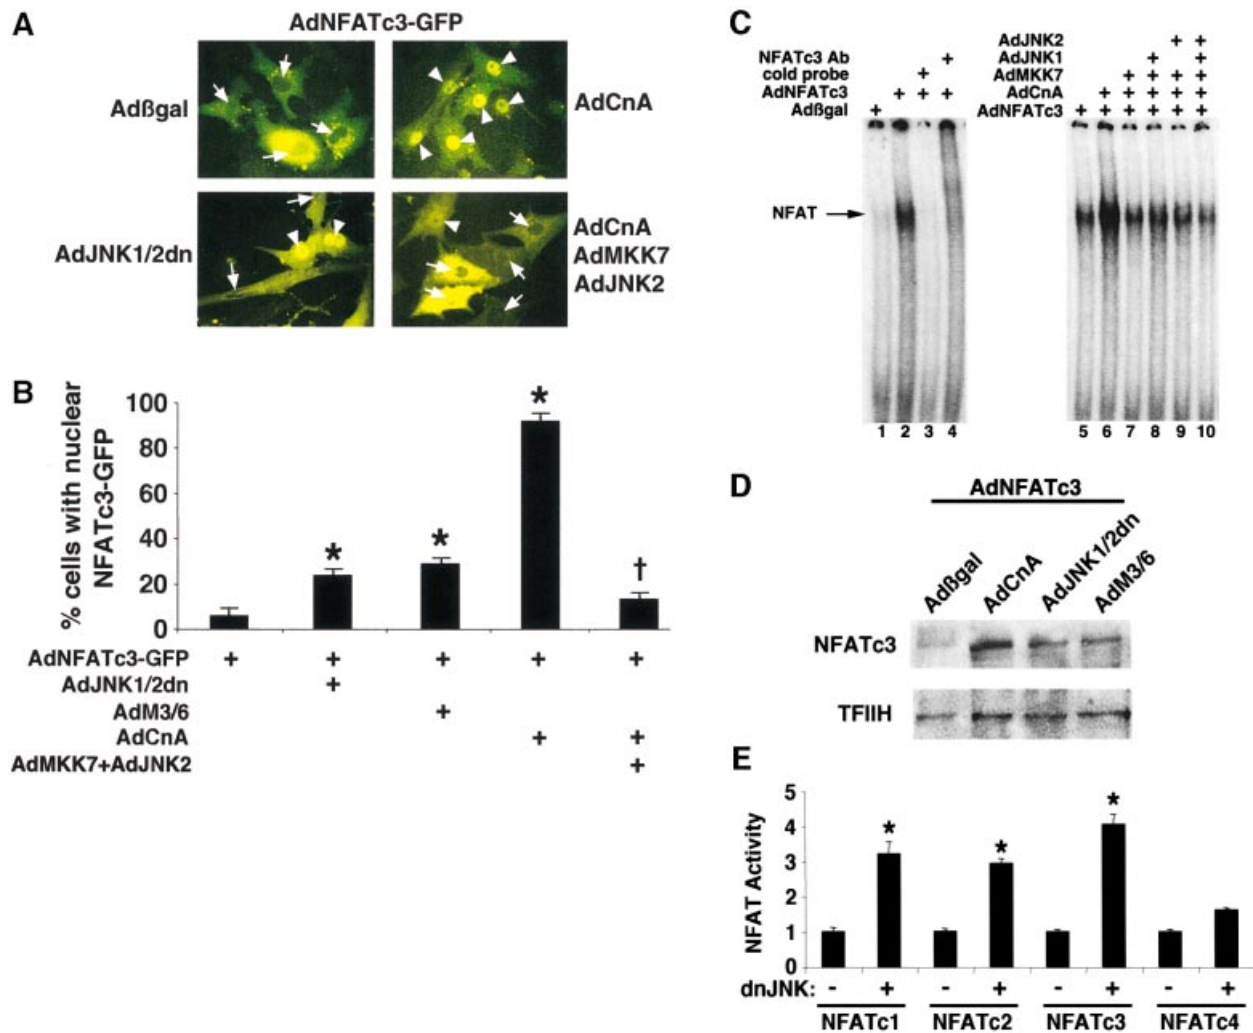 A
AdNFATc3-GFP
Adßgal
AdCnA
AdJNK1/2dn
AdCnA
AdMKK7
AdJNK2
B
% cells with nuclear
NFATc3-GFP
100
80
60
40
20
0
*
*
*
†
AdNFATc3-GFP + + + + +
AdJNK1/2dn +
AdM3/6 +
AdCnA + +
AdMKK7+AdJNK2 +
C
NFATc3 Ab +
cold probe +
AdNFATc3 + + +
Adßgal +
AdJNK2 + +
AdJNK1 + +
AdMKK7 + + + +
AdCnA + + + + +
AdNFATc3 + + + + + +
NFAT
1 2 3 4
5 6 7 8 9 10
D
AdNFATc3
Adßgal
AdCnA
AdJNK1/2dn
AdM3/6
NFATc3
TFIIH
E
NFAT Activity
5
4
3
2
1
0
*
*
*
dnJNK: - + - + - + - +
NFATc1 NFATc2 NFATc3 NFATc4